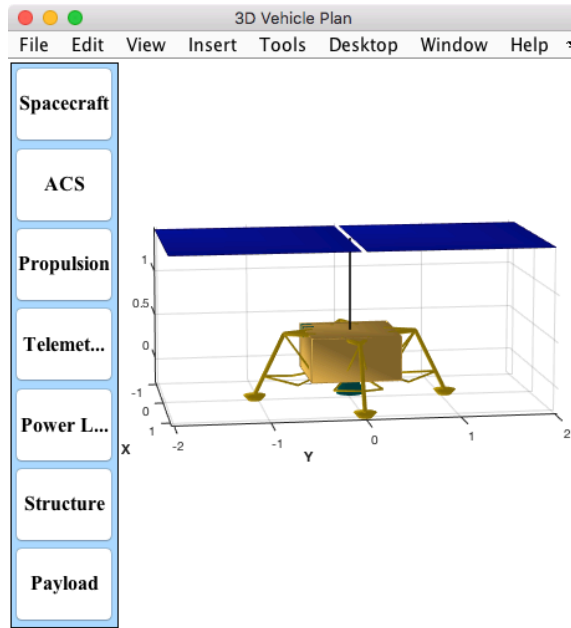 3D Vehicle Plan
File Edit View Insert Tools Desktop Window Help
Spacecraft
ACS
Propulsion
Telemet...
Power L...
Structure
Payload
1
0.5
0
-1
0
1
X
-2
-1
0
1
2
Y